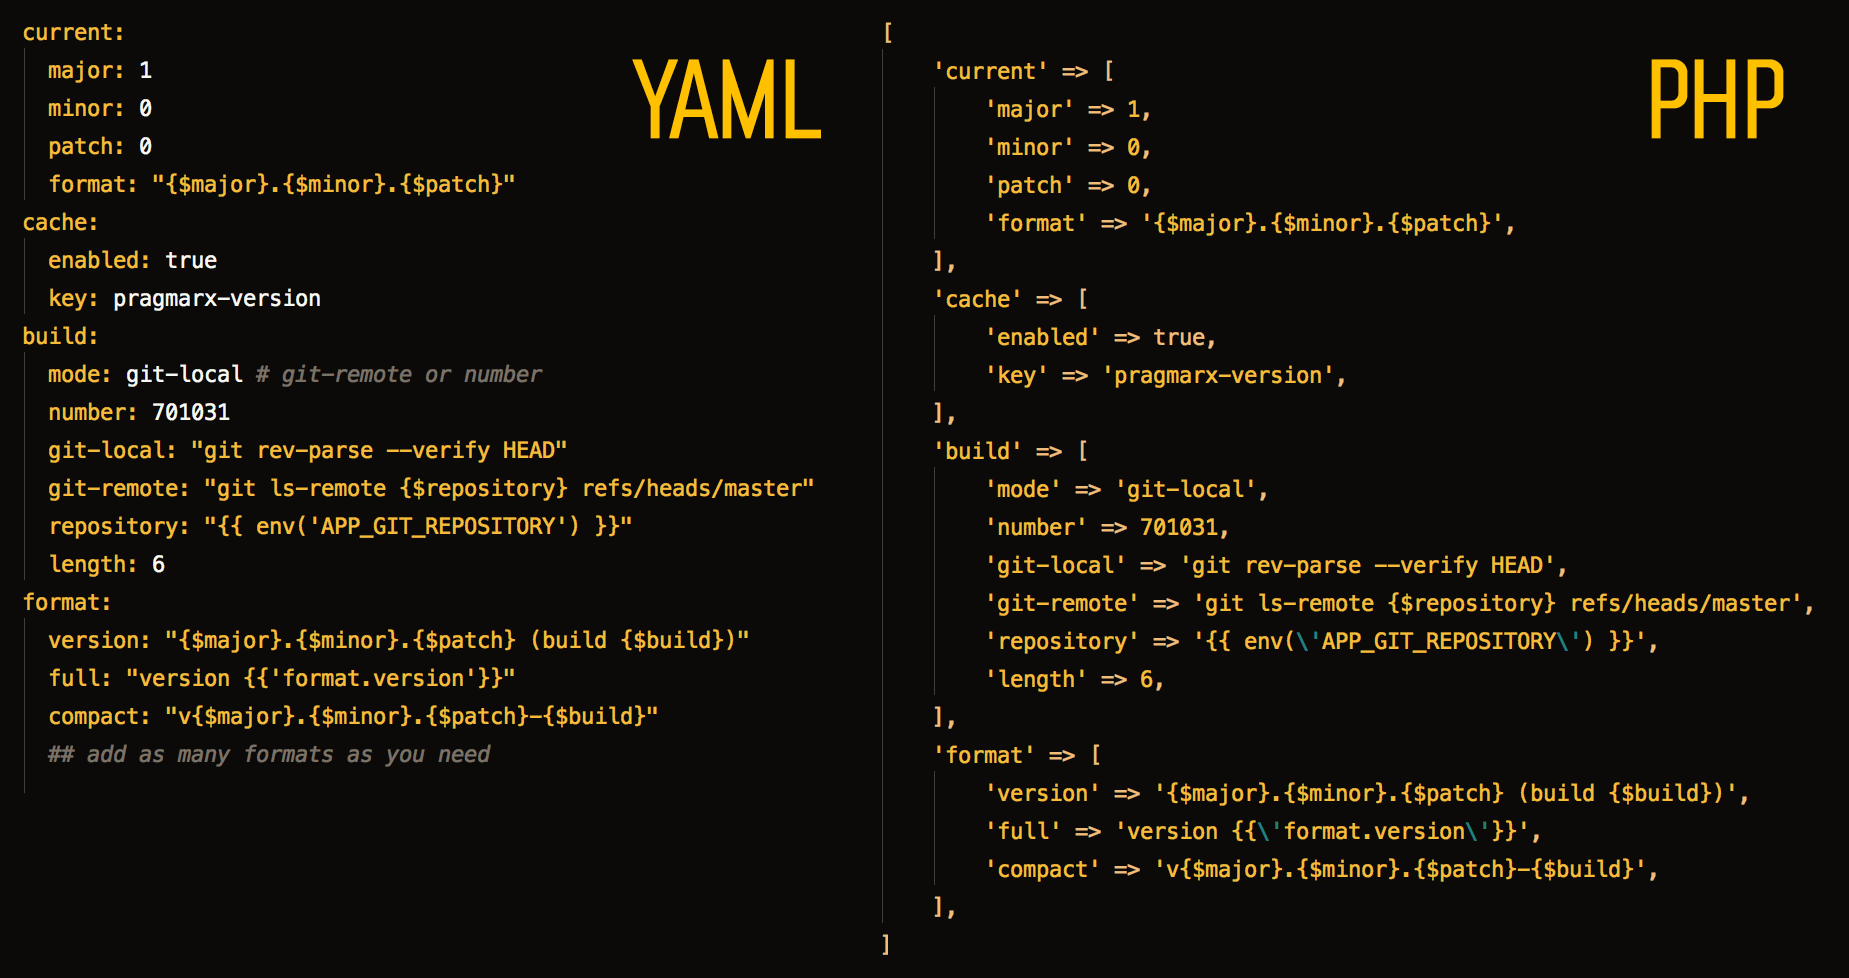 YAML
current:
  major: 1
  minor: 0
  patch: 0
  format: "{$major}.{$minor}.{$patch}"
cache:
  enabled: true
  key: pragmarx-version
build:
  mode: git-local # git-remote or number
  number: 701031
  git-local: "git rev-parse --verify HEAD"
  git-remote: "git ls-remote {$repository} refs/heads/master"
  repository: "{{ env('APP_GIT_REPOSITORY') }}"
  length: 6
format:
  version: "{$major}.{$minor}.{$patch} (build {$build})"
  full: "version {{'format.version'}}"
  compact: "v{$major}.{$minor}.{$patch}-{$build}"
  ## add as many formats as you need
PHP
[
    'current' => [
        'major' => 1,
        'minor' => 0,
        'patch' => 0,
        'format' => '{$major}.{$minor}.{$patch}',
    ],
    'cache' => [
        'enabled' => true,
        'key' => 'pragmarx-version',
    ],
    'build' => [
        'mode' => 'git-local',
        'number' => 701031,
        'git-local' => 'git rev-parse --verify HEAD',
        'git-remote' => 'git ls-remote {$repository} refs/heads/master',
        'repository' => '{{ env(\'APP_GIT_REPOSITORY\') }}',
        'length' => 6,
    ],
    'format' => [
        'version' => '{$major}.{$minor}.{$patch} (build {$build})',
        'full' => 'version {{\'format.version\'}}',
        'compact' => 'v{$major}.{$minor}.{$patch}-{$build}',
    ],
]